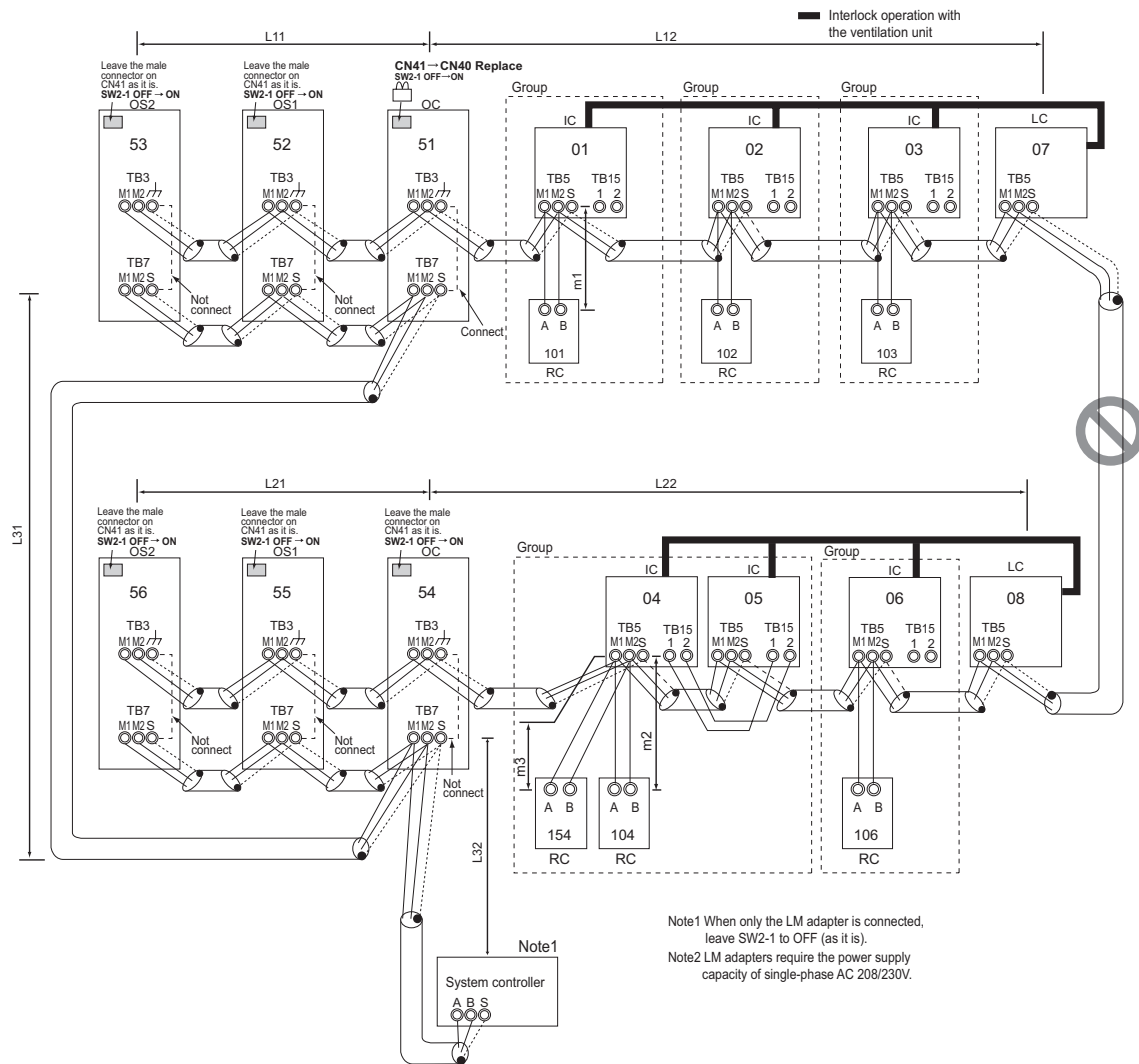 Interlock operation with
the ventilation unit
L11
L12
Leave the male
connector on
CN41 as it is.
SW2-1 OFF → ON
OS2
Leave the male
connector on
CN41 as it is.
SW2-1 OFF → ON
OS1
CN41 → CN40 Replace
SW2-1 OFF → ON
OC
Group
Group
Group
IC
IC
IC
LC
53
52
51
01
02
03
07
TB3
TB3
TB3
TB5 TB15
TB5 TB15
TB5 TB15
TB5
M1 M2
M1 M2
M1 M2
M1 M2 S 1 2
M1 M2 S 1 2
M1 M2 S 1 2
M1 M2 S
TB7
TB7
TB7
M1 M2 S
M1 M2 S
M1 M2 S
Not
connect
Not
connect
Connect
m1
A B
A B
A B
101
102
103
RC
RC
RC
L31
L21
L22
Leave the male
connector on
CN41 as it is.
SW2-1 OFF → ON
OS2
Leave the male
connector on
CN41 as it is.
SW2-1 OFF → ON
OS1
Leave the male
connector on
CN41 as it is.
SW2-1 OFF → ON
OC
Group
Group
IC
IC
IC
LC
56
55
54
04
05
06
08
TB3
TB3
TB3
TB5 TB15
TB5 TB15
TB5 TB15
TB5
M1 M2
M1 M2
M1 M2
M1 M2 S 1 2
M1 M2 S 1 2
M1 M2 S 1 2
M1 M2 S
TB7
TB7
TB7
M1 M2 S
M1 M2 S
M1 M2 S
Not
connect
Not
connect
Not
connect
m3
m2
A B
A B
A B
154
104
106
RC
RC
RC
L32
Note1
System controller
A B S
Note1 When only the LM adapter is connected,
leave SW2-1 to OFF (as it is).
Note2 LM adapters require the power supply
capacity of single-phase AC 208/230V.